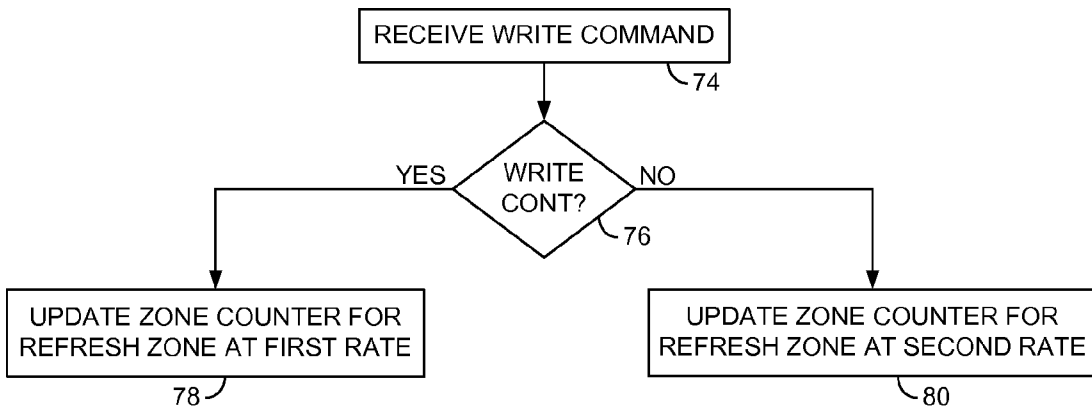 RECEIVE WRITE COMMAND
74
YES
WRITE
CONT?
NO
76
UPDATE ZONE COUNTER FOR
REFRESH ZONE AT FIRST RATE
78
UPDATE ZONE COUNTER FOR
REFRESH ZONE AT SECOND RATE
80